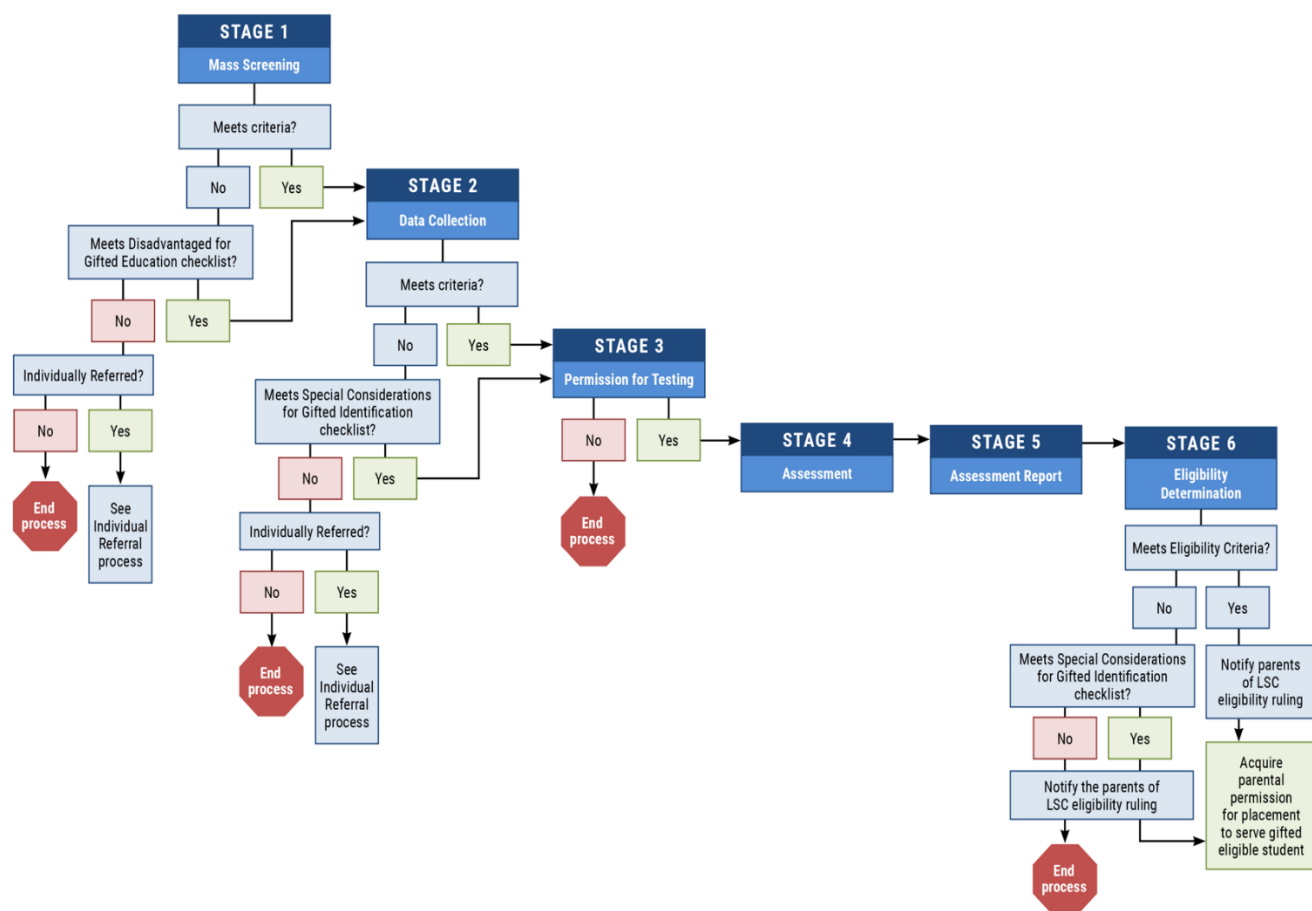 STAGE 1
Mass Screening
Meets criteria?
No
Yes
Meets Disadvantaged for
Gifted Education checklist?
No
Yes
Individually Referred?
No
Yes
End
process
See
Individual
Referral
process
STAGE 2
Data Collection
Meets criteria?
No
Yes
Meets Special Considerations
for Gifted Identification
checklist?
No
Yes
Individually Referred?
No
Yes
End
process
See
Individual
Referral
process
STAGE 3
Permission for Testing
No
Yes
End
process
STAGE 4
Assessment
STAGE 5
Assessment Report
STAGE 6
Eligibility
Determination
Meets Eligibility Criteria?
No
Yes
Meets Special Considerations
for Gifted Identification
checklist?
No
Yes
Notify the parents of
LSC eligibility ruling
End
process
Notify parents
of LSC
eligibility ruling
Acquire
parental
permission
for placement
to serve gifted
eligible student